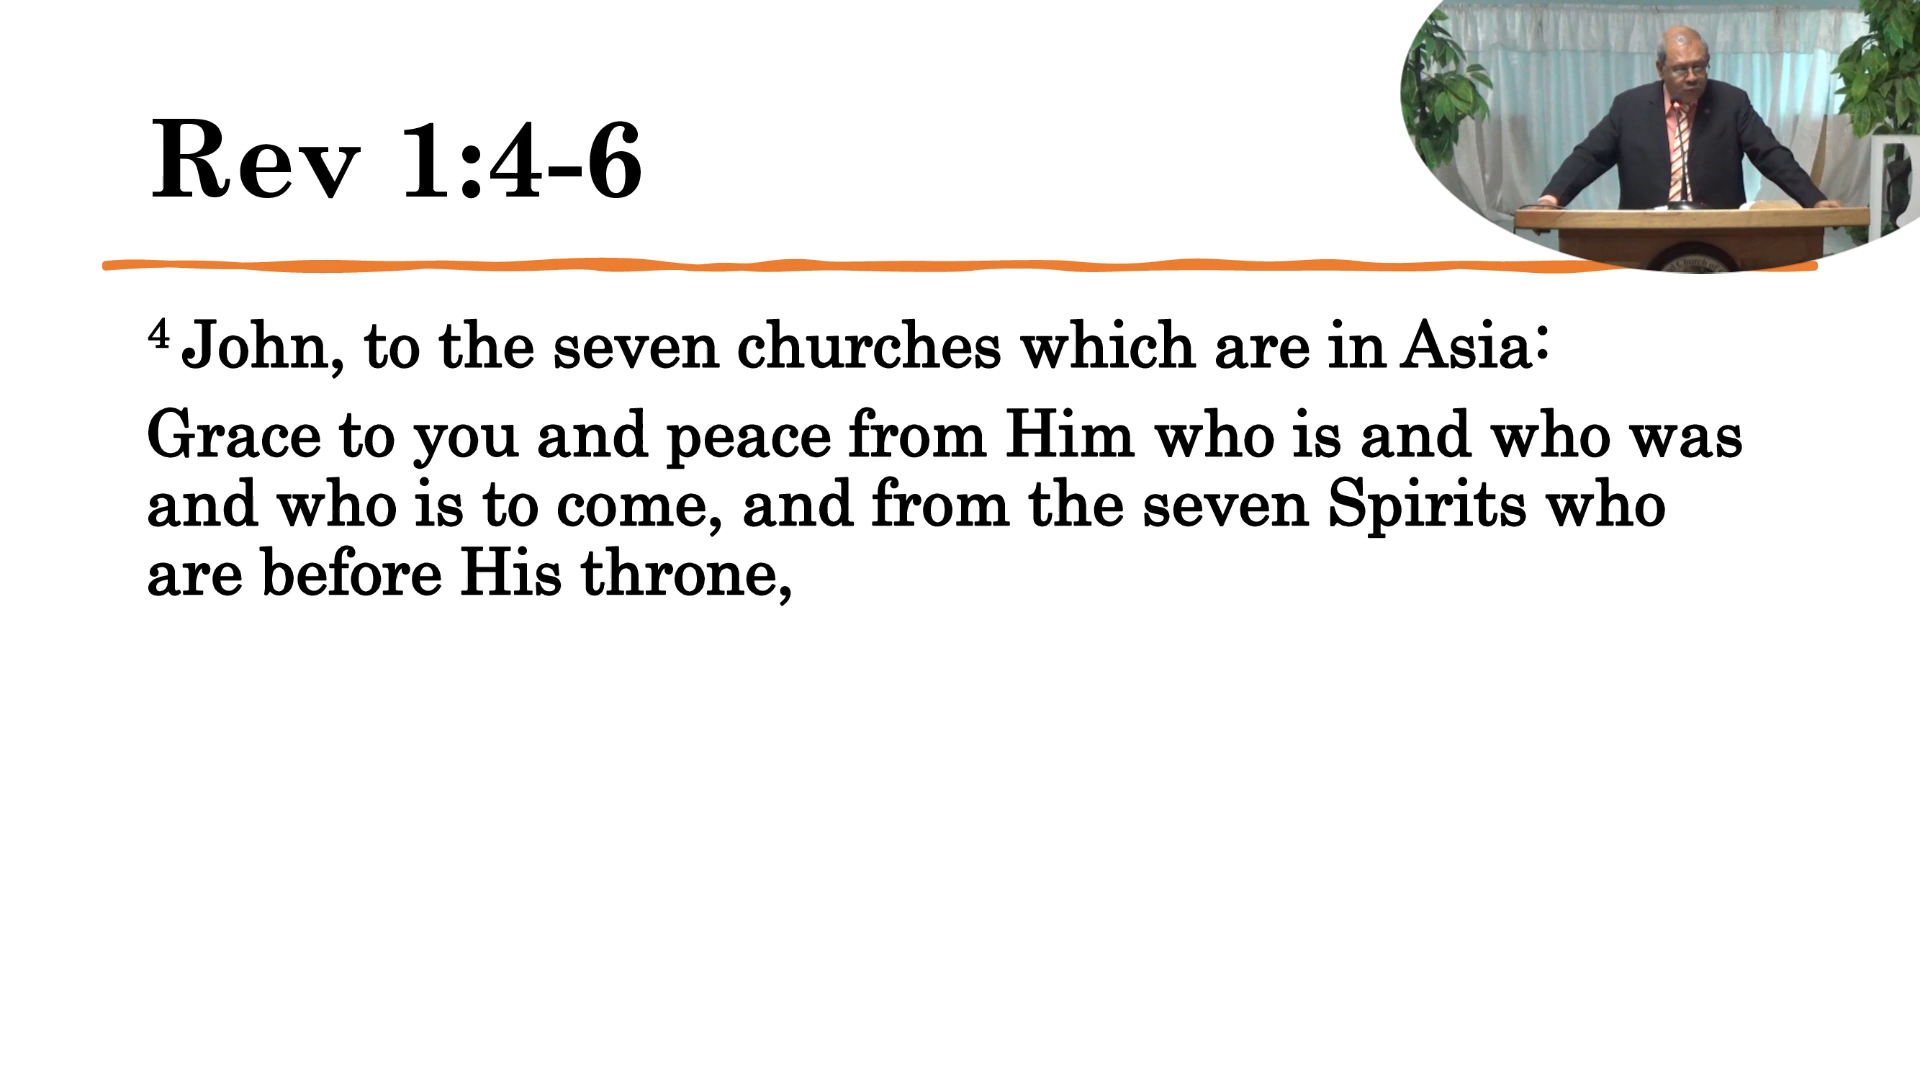 Rev 1:4-6
4 John, to the seven churches which are in Asia:
Grace to you and peace from Him who is and who was
and who is to come, and from the seven Spirits who
are before His throne,
Church of